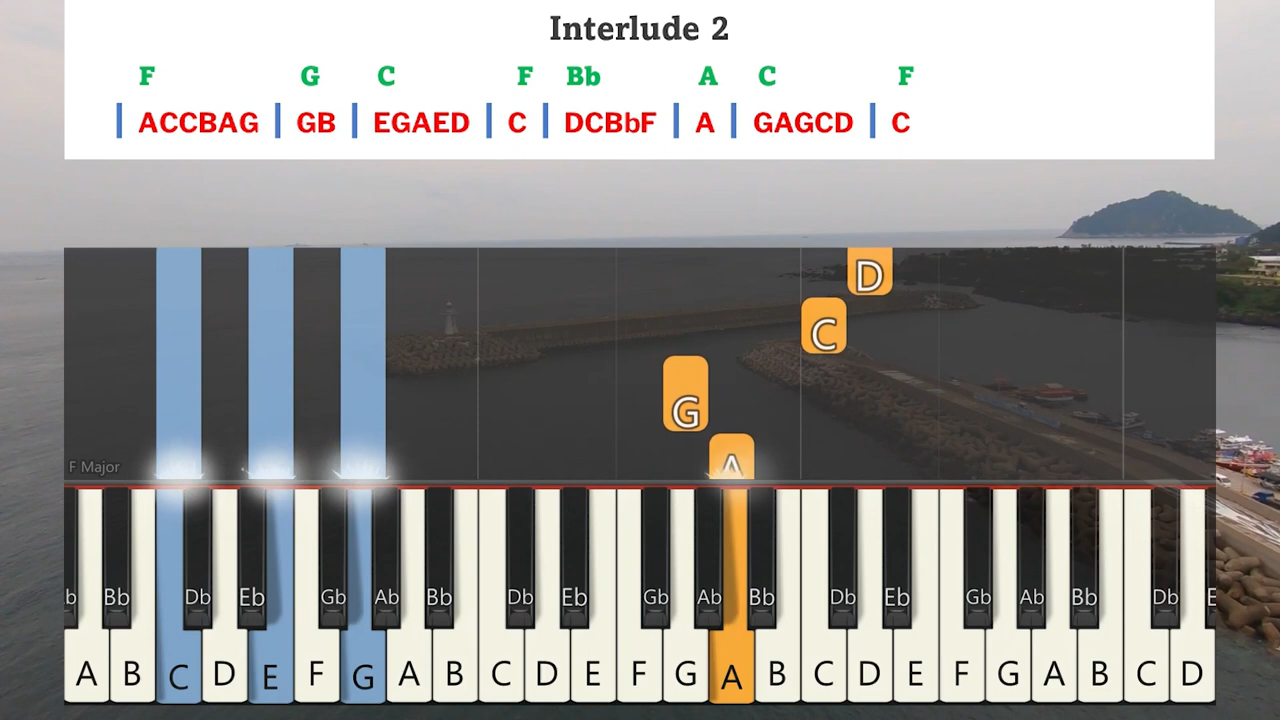 Interlude 2
F G C F Bb A C F
| ACCBAG | GB | EGAED | C | DCBbF | A | GAGCD | C
D
C
G
A
F Major
b Bb Db Eb Gb Ab Bb Db Eb Gb Ab Bb Db Eb Gb Ab Bb Db E
A B C D E F G A B C D E F G A B C D E F G A B C D